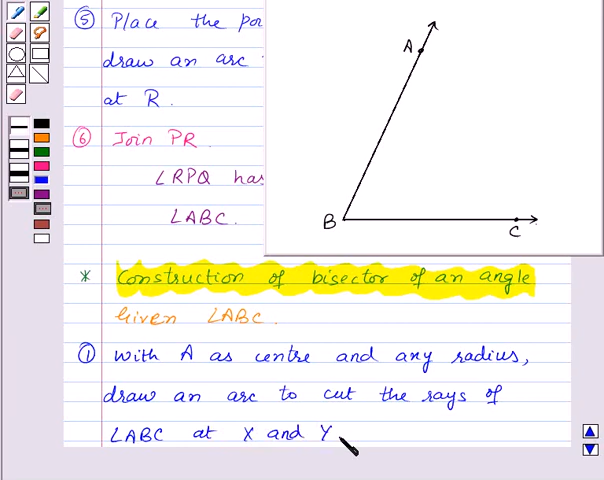 ⑤ Place the
draw an arc
at R.
⑥ Join PR.
∠RPQ has
∠ABC.
A
B
C
* Construction of bisector of an angle
Given ∠ABC.
① With A as centre and any radius,
draw an arc to cut the rays of
∠ABC at X and Y